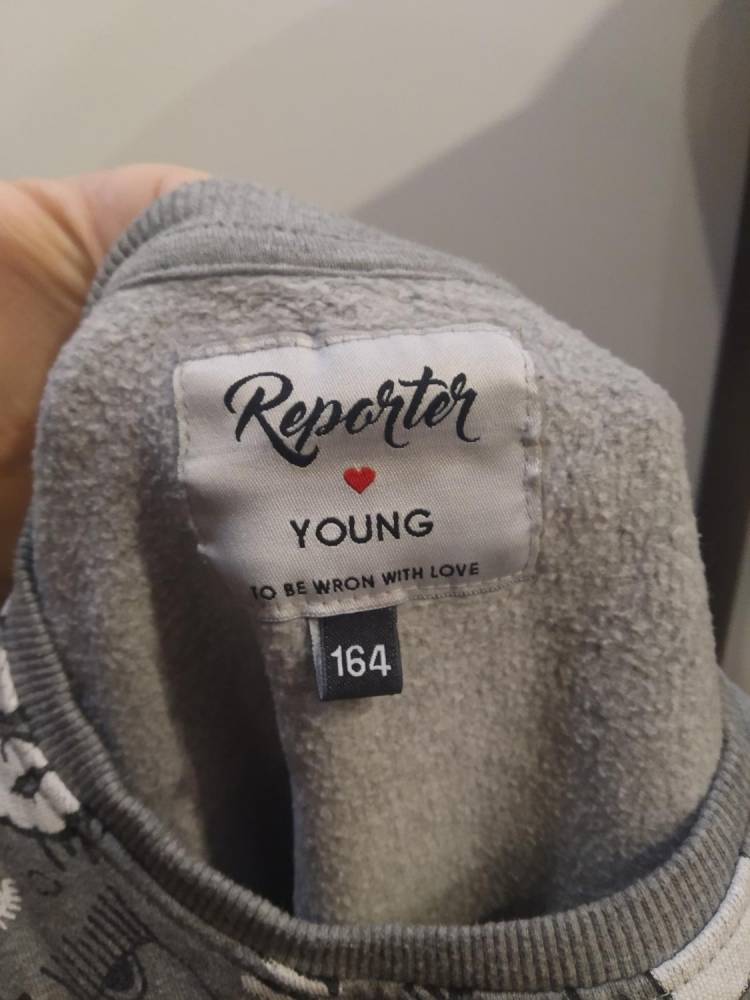 Reporter
YOUNG
TO BE WRON WITH LOVE
164